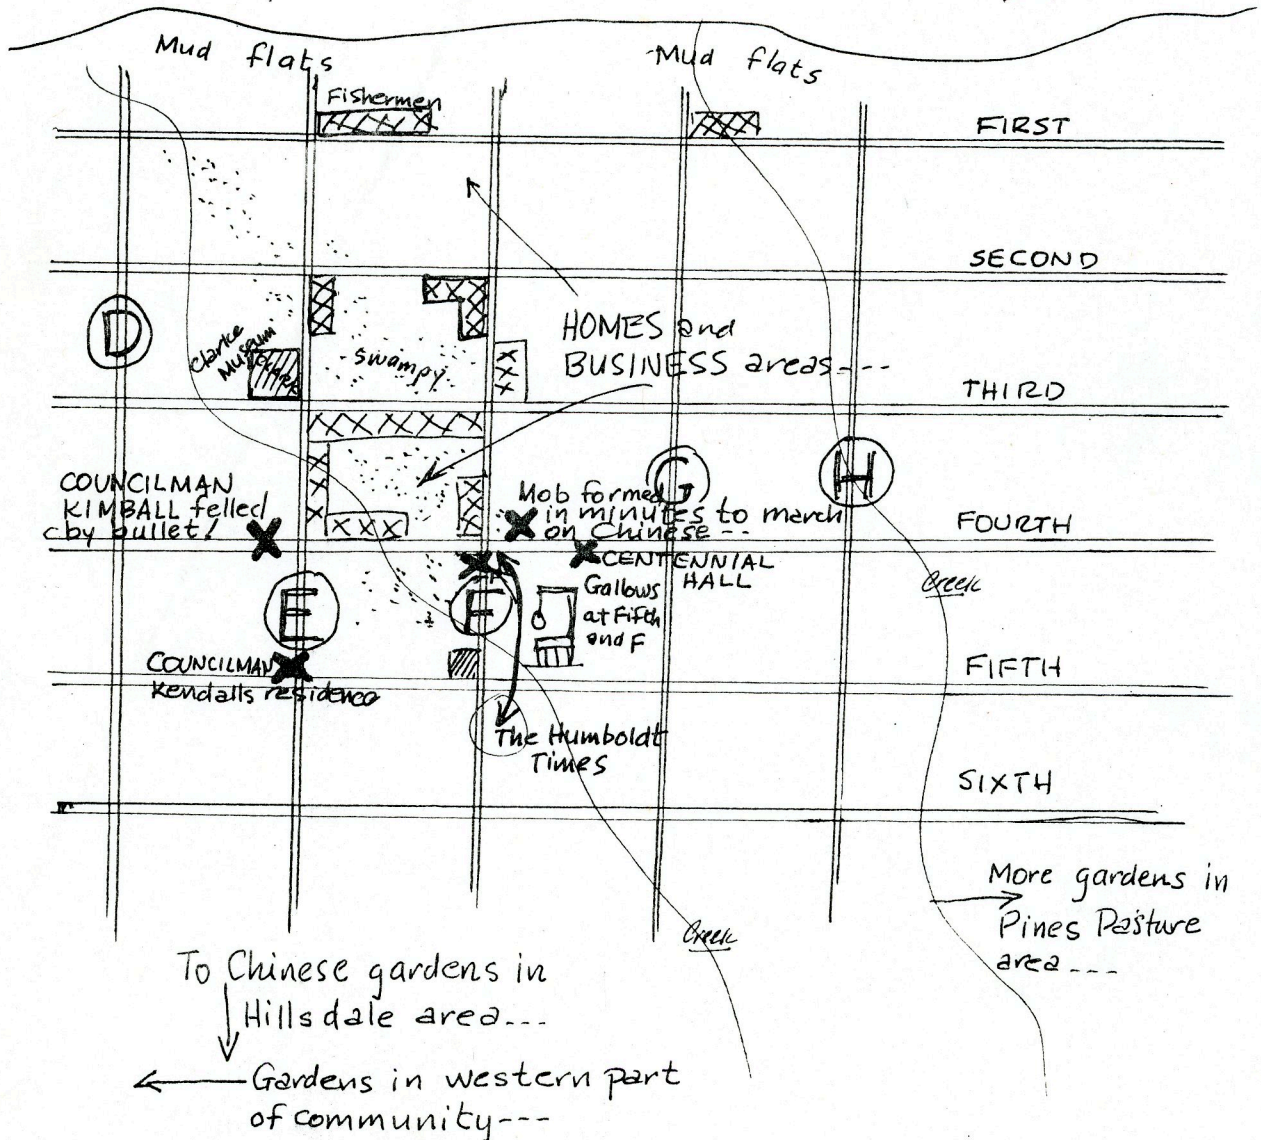 Mud flats
Mud flats
Fishermen
FIRST
SECOND
D
Clarke
Museum
Clark
Swampy
HOMES and
BUSINESS areas----
THIRD
G
H
COUNCILMAN
KIMBALL felled
by bullet!
Mob formed
in minutes to march
on Chinese --
FOURTH
CENTENNIAL
HALL
E
F
Gallows
at Fifth
and F
Creek
COUNCILMAN
Kendalls residence
FIFTH
The Humboldt
Times
SIXTH
More gardens in
Pines Pasture
area---
Creek
To Chinese gardens in
Hillsdale area---
Gardens in western part
of community---